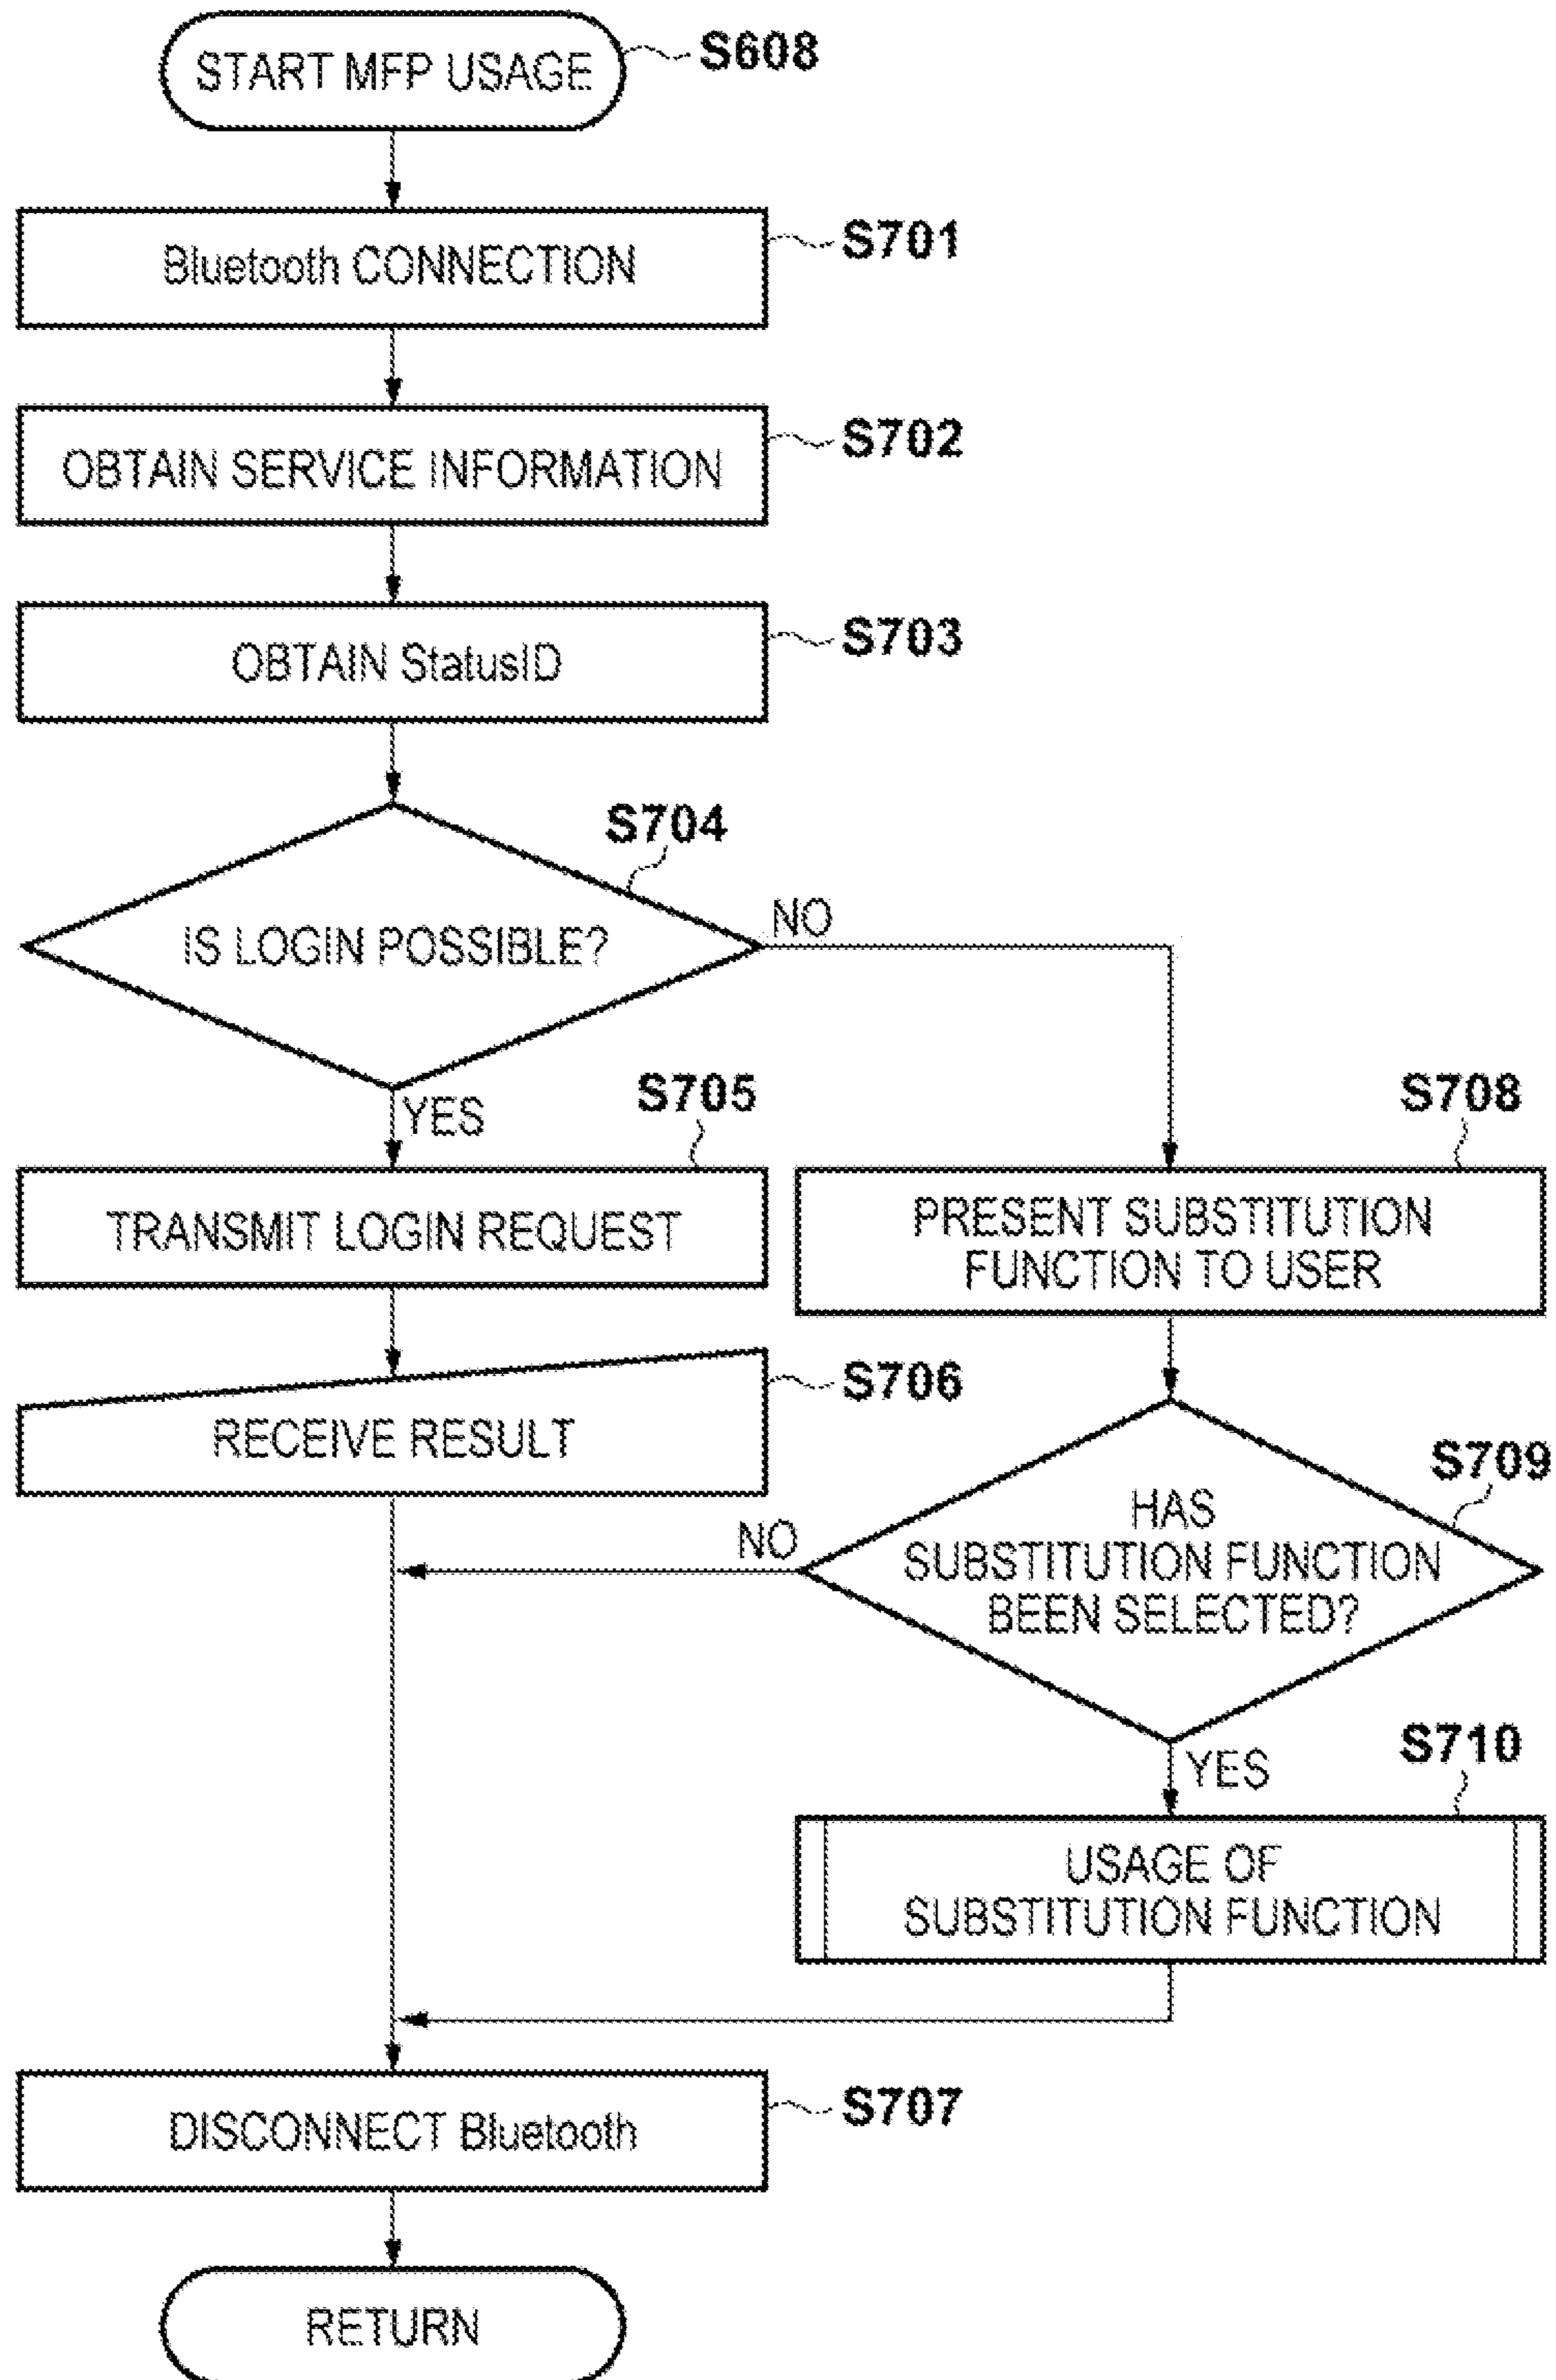 START MFP USAGE
S608
Bluetooth CONNECTION
S701
OBTAIN SERVICE INFORMATION
S702
OBTAIN StatusID
S703
S704
IS LOGIN POSSIBLE?
NO
YES
S705
S708
TRANSMIT LOGIN REQUEST
PRESENT SUBSTITUTION
FUNCTION TO USER
S706
RECEIVE RESULT
S709
HAS
SUBSTITUTION FUNCTION
BEEN SELECTED?
NO
YES
S710
USAGE OF
SUBSTITUTION FUNCTION
DISCONNECT Bluetooth
S707
RETURN